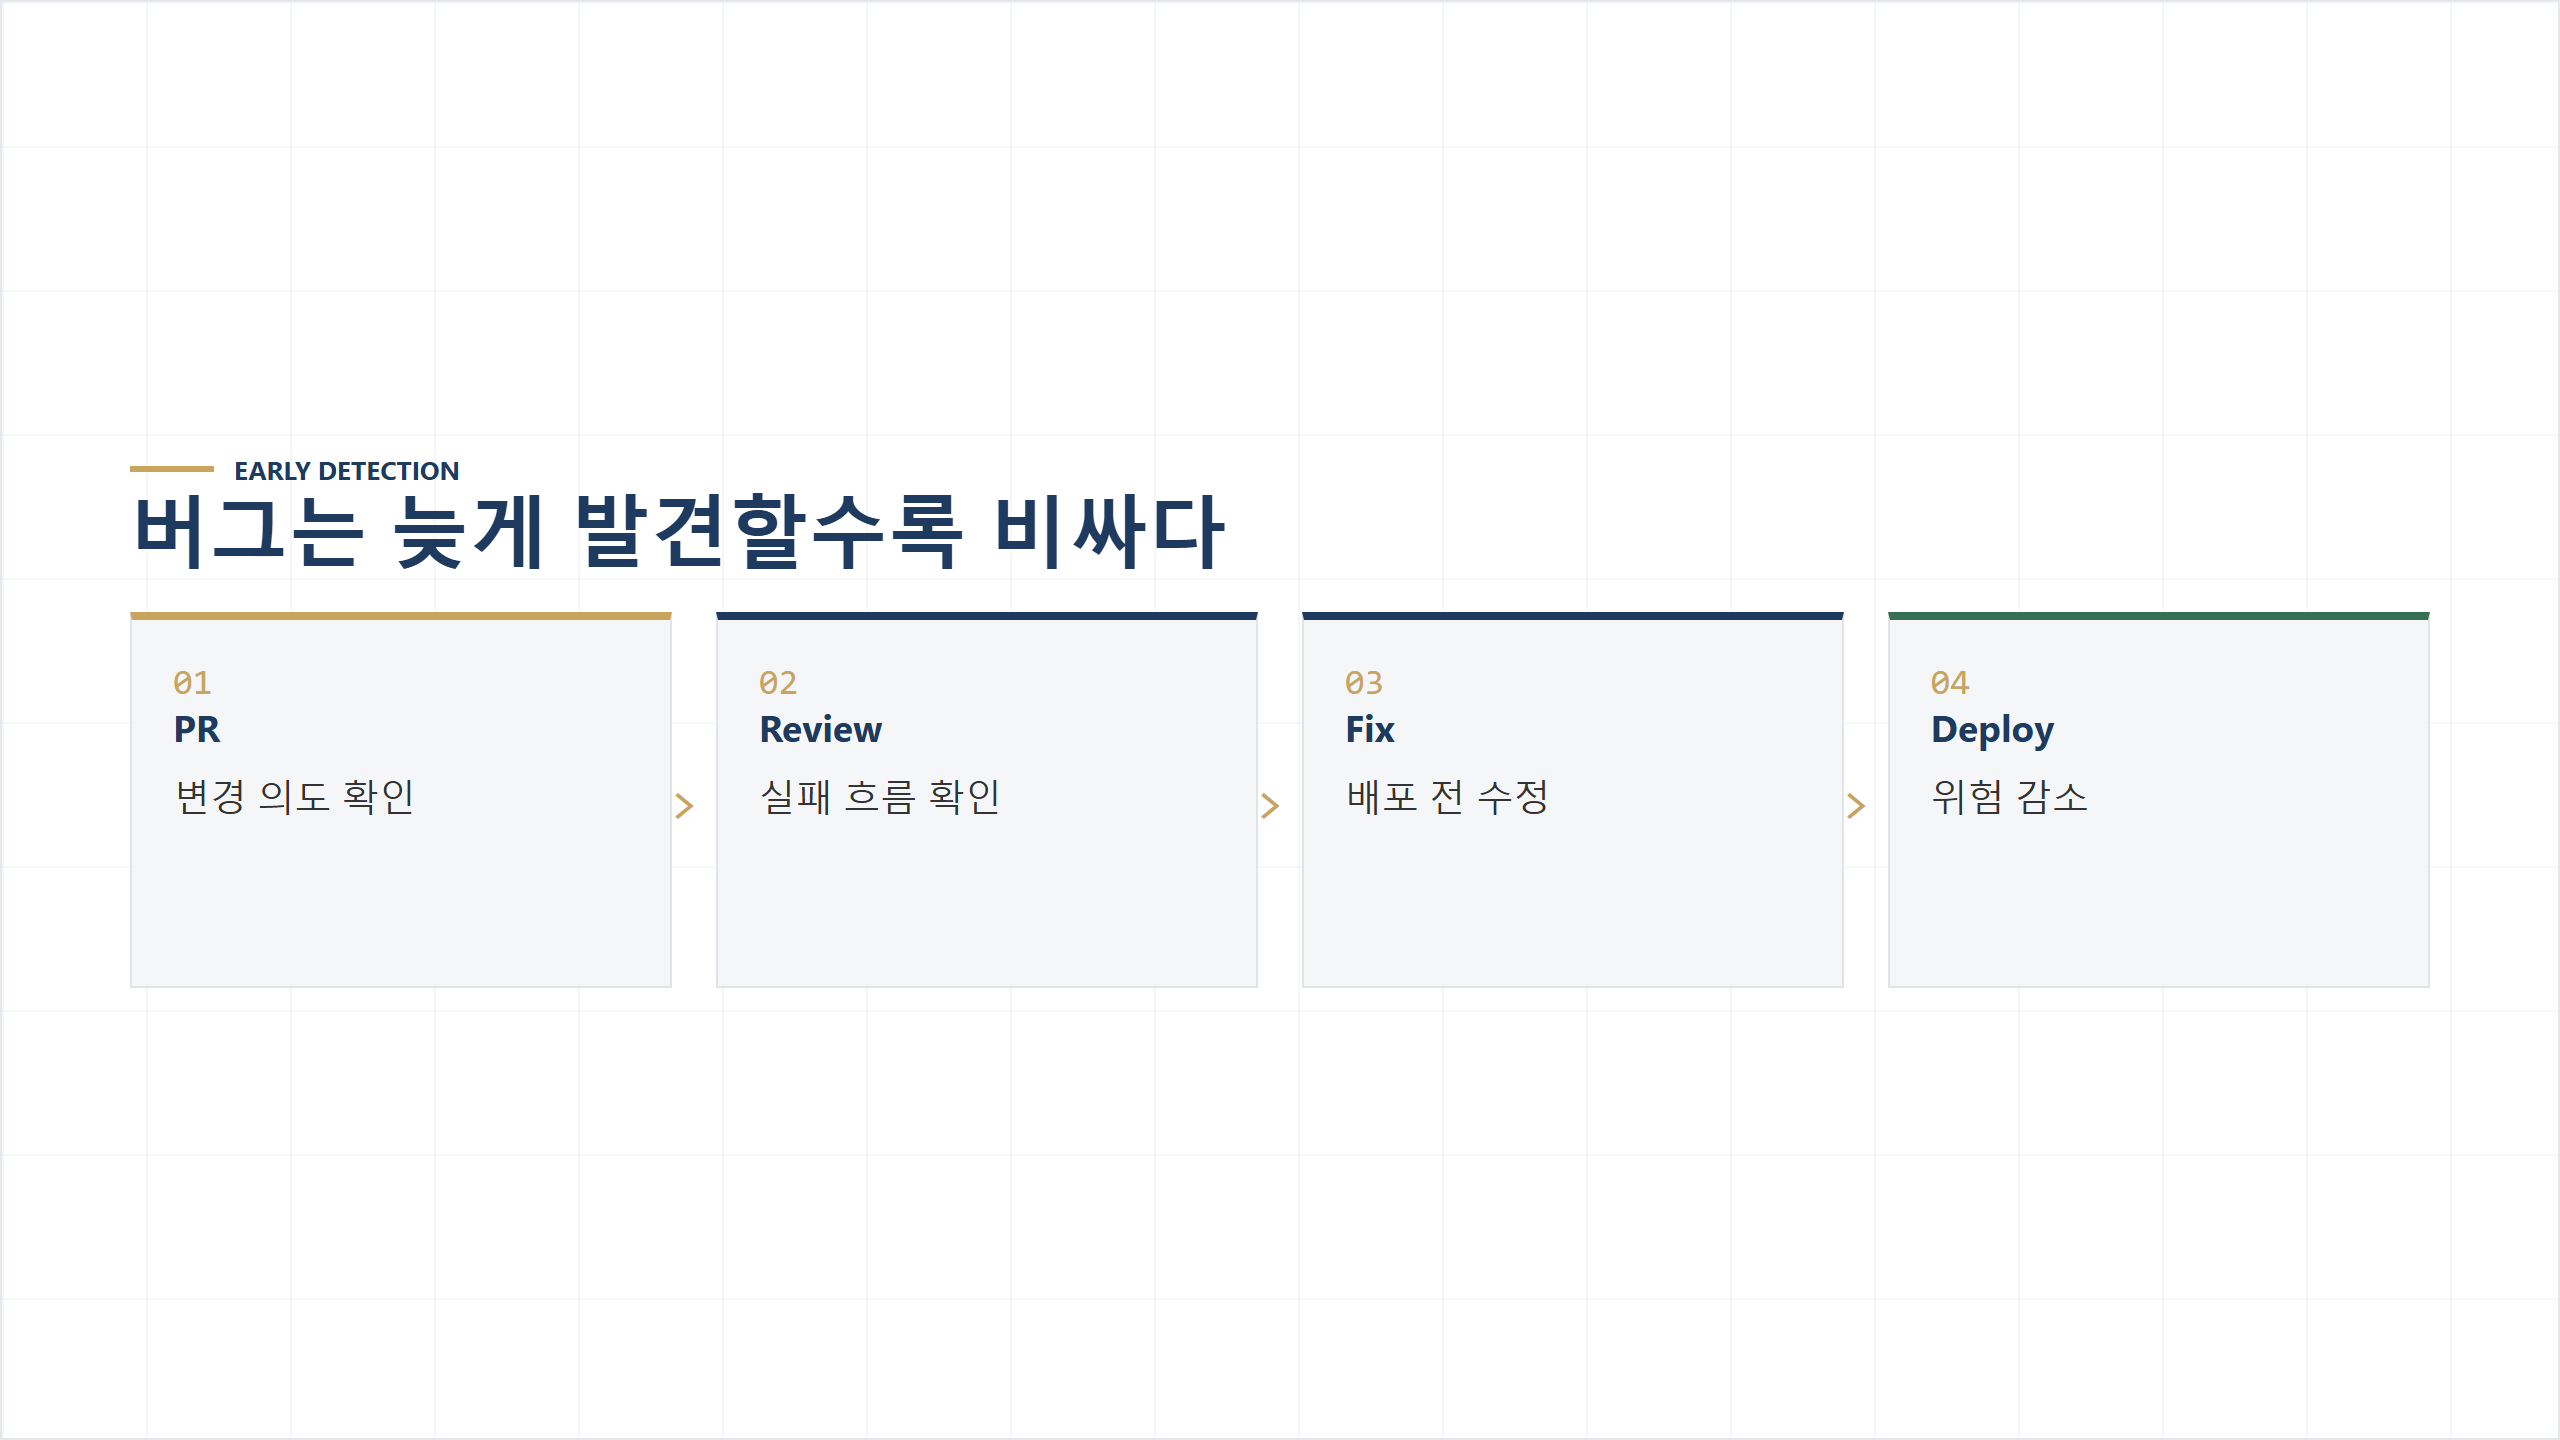 EARLY DETECTION
버그는 늦게 발견할수록 비싸다
01
PR
변경 의도 확인
>
02
Review
실패 흐름 확인
>
03
Fix
배포 전 수정
>
04
Deploy
위험 감소